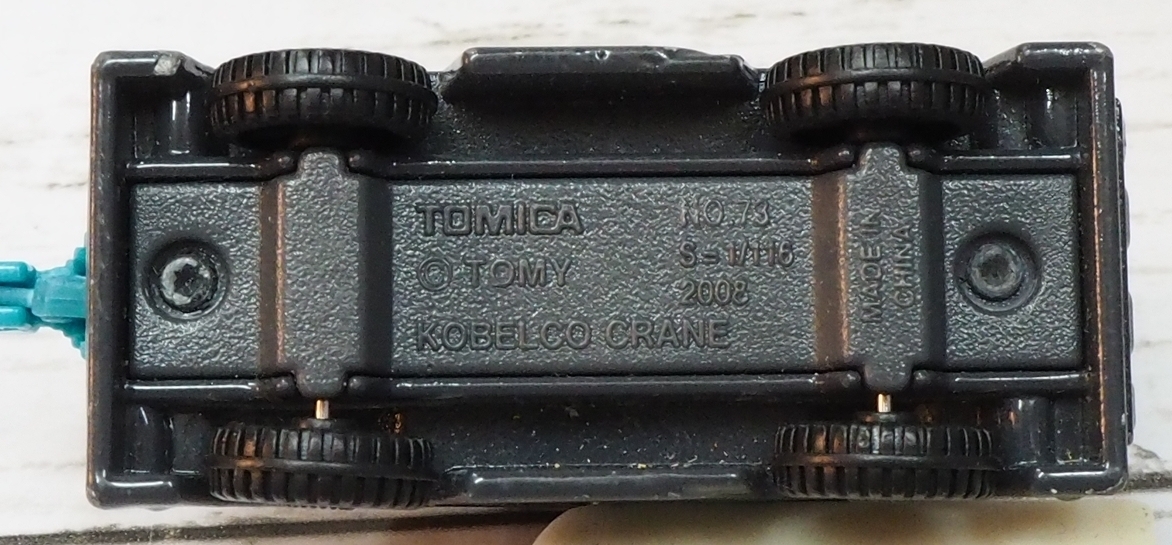 TOMICA
© TOMY
KOBELCO CRANE
NO.73
S=1/116
2008
MADE IN
CHINA